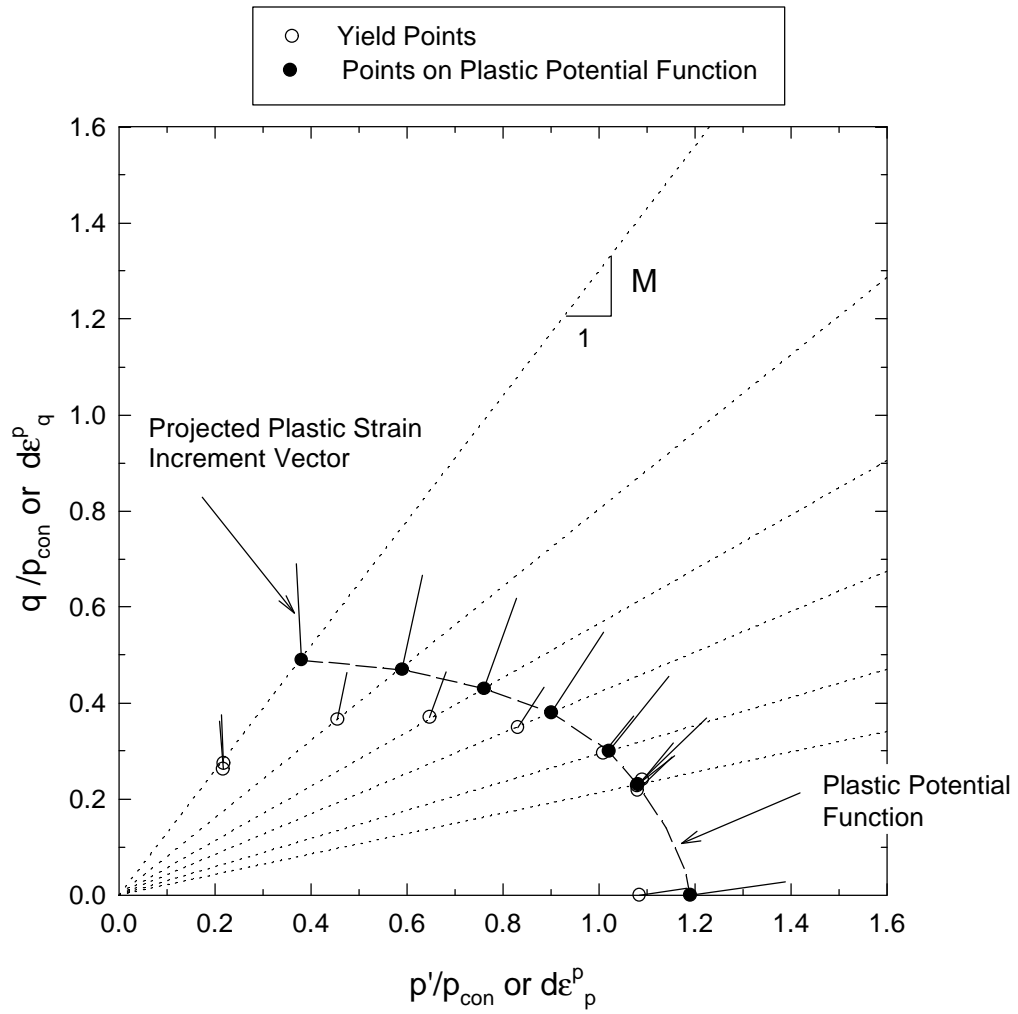 Yield Points
Points on Plastic Potential Function
1.6
1.4
1.2
1.0
0.8
0.6
0.4
0.2
0.0
q /p_con or dε^p_q
M
1
Projected Plastic Strain
Increment Vector
Plastic Potential
Function
0.0 0.2 0.4 0.6 0.8 1.0 1.2 1.4 1.6
p'/p_con or dε^p_p